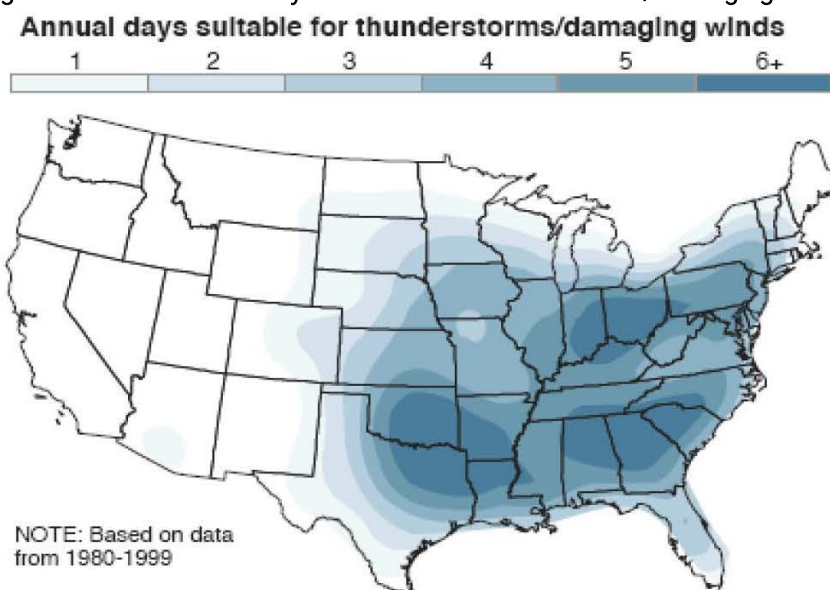 Annual days suitable for thunderstorms/damaging winds
1 2 3 4 5 6+
NOTE: Based on data
from 1980-1999